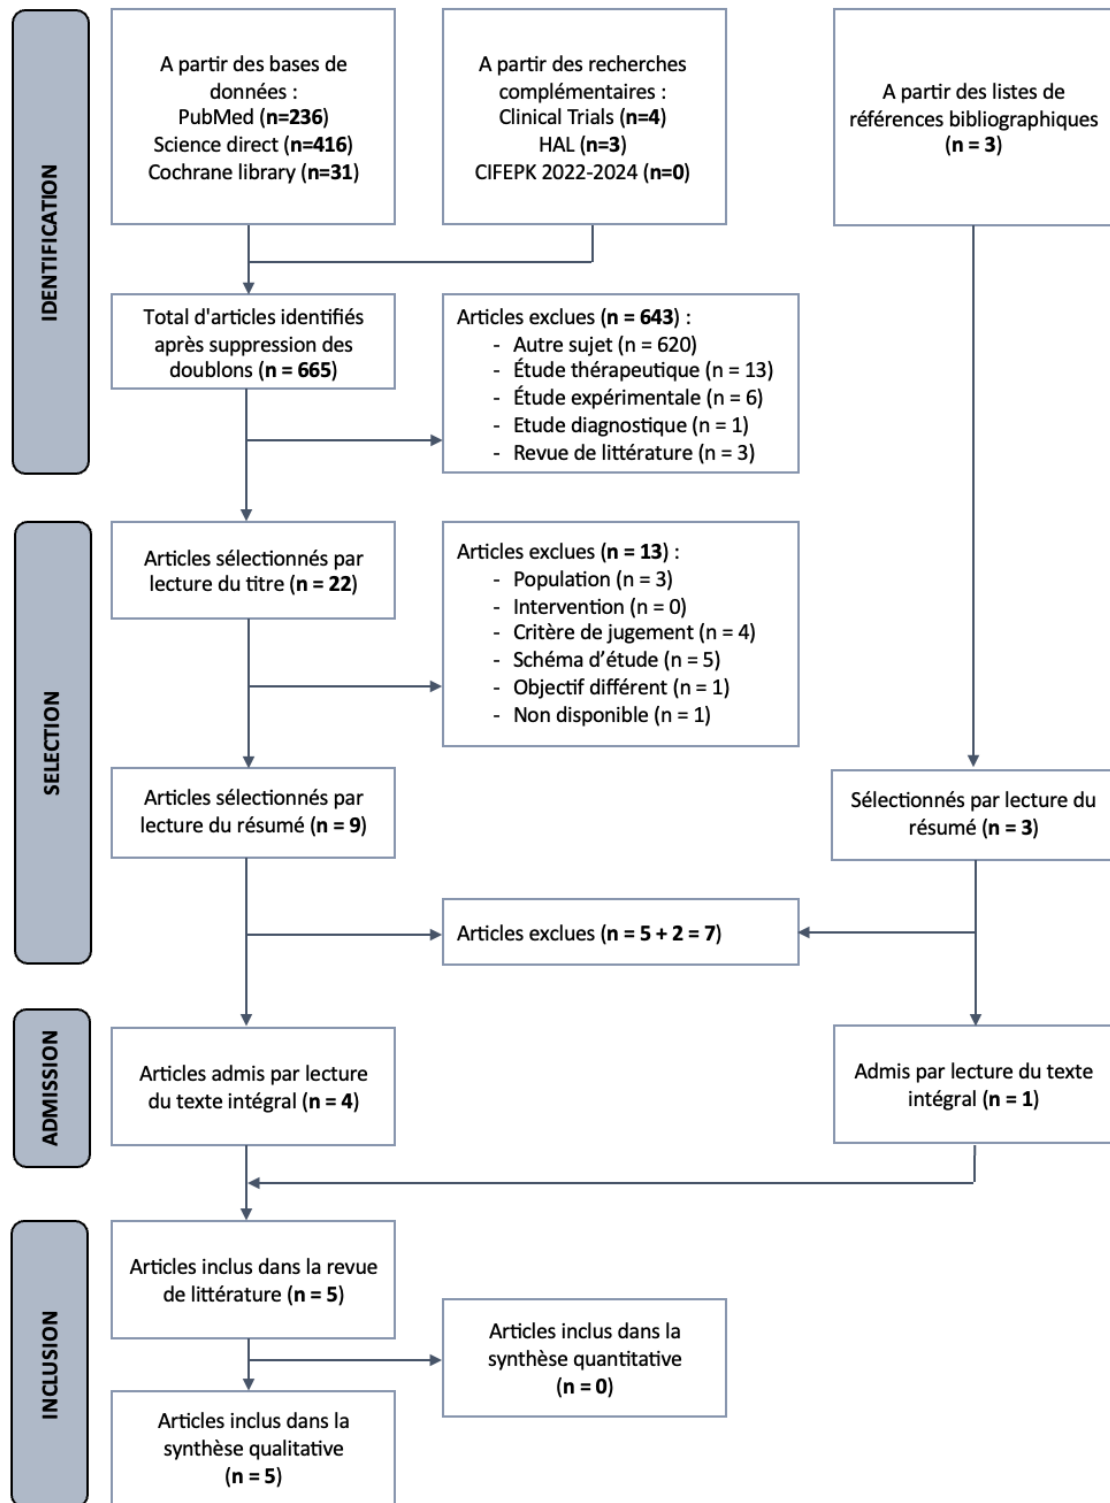 IDENTIFICATION
A partir des bases de
données :
PubMed (n=236)
Science direct (n=416)
Cochrane library (n=31)
A partir des recherches
complémentaires :
Clinical Trials (n=4)
HAL (n=3)
CIFEPK 2022-2024 (n=0)
A partir des listes de
références bibliographiques
(n = 3)
Total d'articles identifiés
après suppression des
doublons (n = 665)
Articles exclues (n = 643) :
- Autre sujet (n = 620)
- Étude thérapeutique (n = 13)
- Étude expérimentale (n = 6)
- Etude diagnostique (n = 1)
- Revue de littérature (n = 3)
SELECTION
Articles sélectionnés par
lecture du titre (n = 22)
Articles exclues (n = 13) :
- Population (n = 3)
- Intervention (n = 0)
- Critère de jugement (n = 4)
- Schéma d’étude (n = 5)
- Objectif différent (n = 1)
- Non disponible (n = 1)
Articles sélectionnés par
lecture du résumé (n = 9)
Sélectionnés par lecture du
résumé (n = 3)
Articles exclues (n = 5 + 2 = 7)
ADMISSION
Articles admis par lecture
du texte intégral (n = 4)
Admis par lecture du texte
intégral (n = 1)
INCLUSION
Articles inclus dans la revue
de littérature (n = 5)
Articles inclus dans la
synthèse quantitative
(n = 0)
Articles inclus dans la
synthèse qualitative
(n = 5)